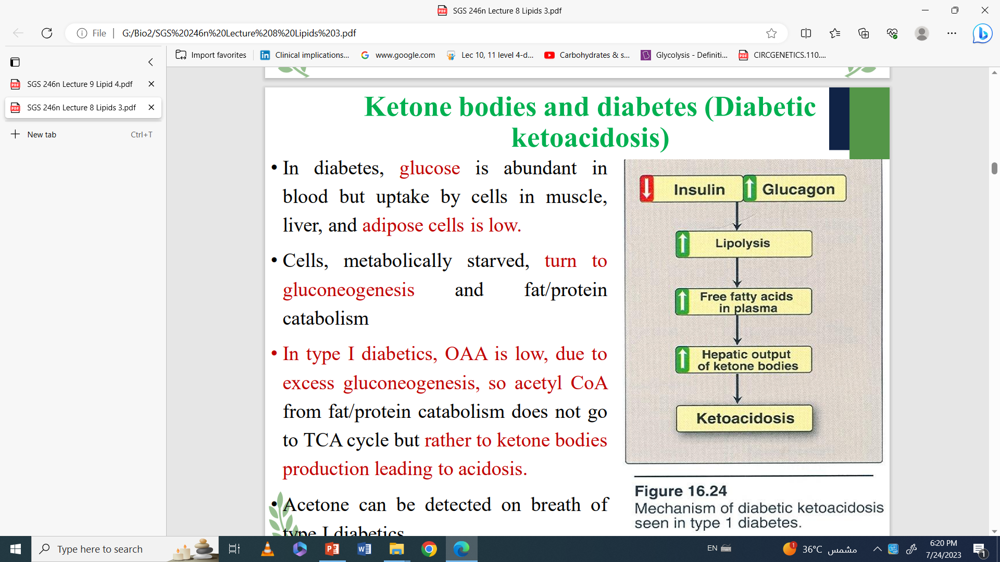 SGS 246n Lecture 8 Lipids 3.pdf
File
G:/Bio2/SGS%20246n%20Lecture%208%20Lipids%203.pdf
Import favorites
Clinical implications...
www.google.com
Lec 10, 11 level 4-d...
Carbohydrates & s...
Glycolysis - Definiti...
CIRCGENETICS.110....
SGS 246n Lecture 9 Lipid 4.pdf
SGS 246n Lecture 8 Lipids 3.pdf
New tab
Ctrl+T
Ketone bodies and diabetes (Diabetic
ketoacidosis)
• In diabetes, glucose is abundant in
blood but uptake by cells in muscle,
liver, and adipose cells is low.
• Cells, metabolically starved, turn to
gluconeogenesis and fat/protein
catabolism
• In type I diabetics, OAA is low, due to
excess gluconeogenesis, so acetyl CoA
from fat/protein catabolism does not go
to TCA cycle but rather to ketone bodies
production leading to acidosis.
• Acetone can be detected on breath of
type I diabetics
Insulin
Glucagon
Lipolysis
Free fatty acids
in plasma
Hepatic output
of ketone bodies
Ketoacidosis
Figure 16.24
Mechanism of diabetic ketoacidosis
seen in type 1 diabetes.
Type here to search
EN
1
36°C مشمس
6:20 PM
7/24/2023
1